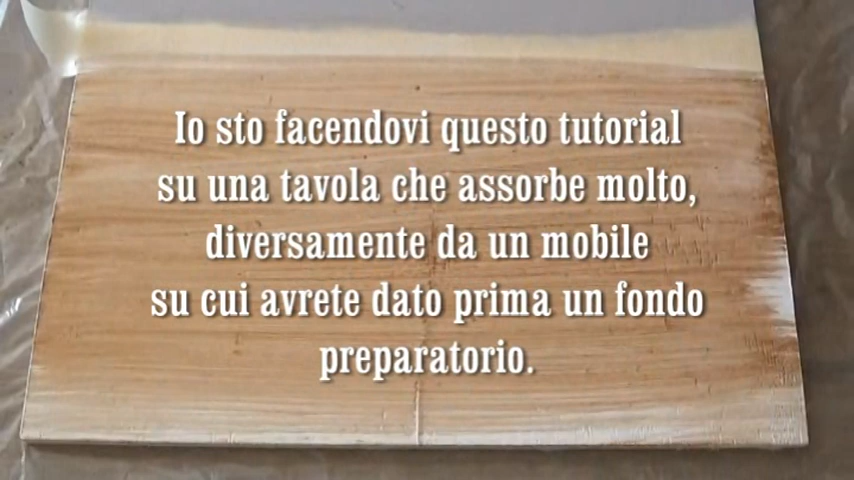 Io sto facendovi questo tutorial
su una tavola che assorbe molto,
diversamente da un mobile
su cui avrete dato prima un fondo
preparatorio.